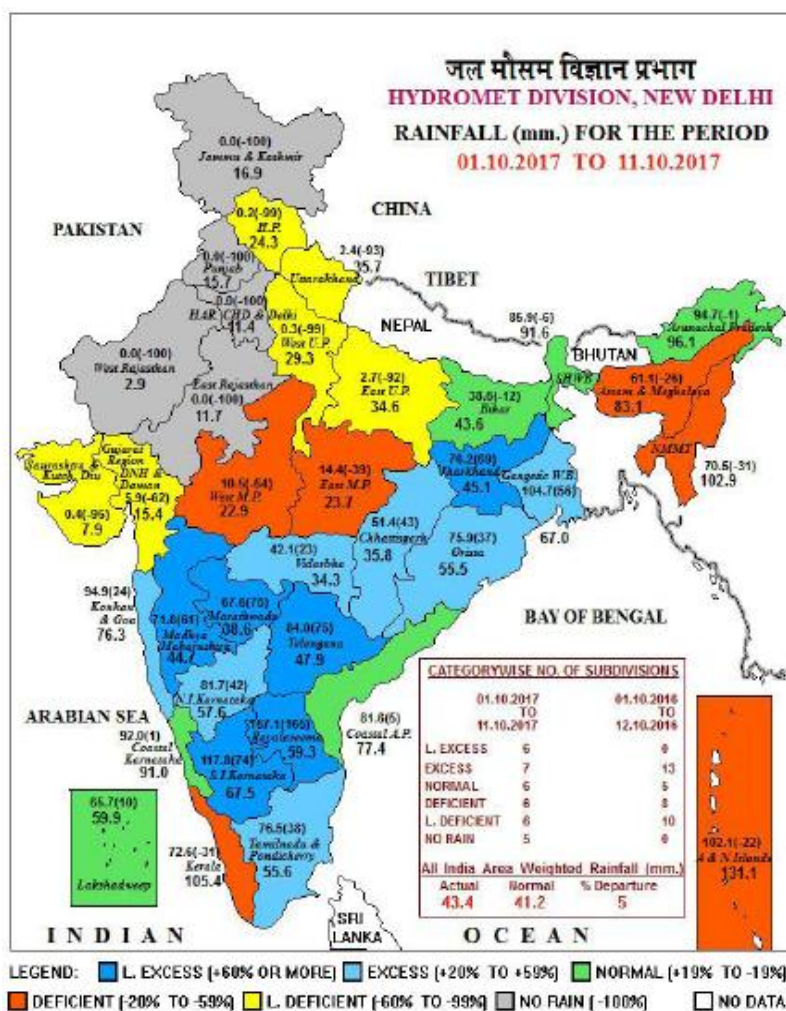 जल मौसम विज्ञान प्रभाग
HYDROMET DIVISION, NEW DELHI
RAINFALL (mm.) FOR THE PERIOD
01.10.2017 TO 11.10.2017
0.0(-100)
Jammu & Kashmir
16.9
CHINA
PAKISTAN
0.2(-99)
H.P.
24.3
2.4(-93)
35.7
Uttarakhand
TIBET
0.0(-100)
Punjab
15.7
0.0(-100)
HAR. CHD & Delhi
11.4
0.3(-99)
West U.P.
29.3
NEPAL
85.9(-6)
91.6
BHUTAN
94.7(-1)
Arunachal Pradesh
96.1
0.0(-100)
West Rajasthan
2.9
East Rajasthan
0.0(-100)
11.7
2.7(-92)
East U.P.
34.6
SHWB
38.6(-12)
Bihar
43.6
61.1(-26)
Assam & Meghalaya
83.1
NMMT
70.5(-31)
102.9
Saurashtra &
Kutch, Diu
0.4(-95)
7.9
Gujarat
Region
DNH &
Daman
5.9(-62)
15.4
West M.P.
22.9
14.4(-39)
East M.P.
23.7
Jharkhand
45.1
Gangetic W.B.
104.7(56)
67.0
51.4(43)
Chhattisgarh
35.8
75.9(37)
Orissa
55.5
42.1(23)
Vidarbha
34.3
94.9(24)
Konkan
& Goa
76.3
Madhya
Maharashtra
44.7
Marathwada
38.6
84.0(75)
Telangana
47.9
BAY OF BENGAL
81.7(42)
N.I.Karnataka
57.6
ARABIAN SEA
92.0(1)
Coastal
Karnataka
91.0
Rayalaseema
59.3
81.6(5)
Coastal A.P.
77.4
117.8(74)
S.I.Karnataka
67.5
65.7(10)
59.9
Lakshadweep
72.6(-31)
Kerala
105.4
76.5(38)
Tamilnadu &
Pondicherry
55.6
102.1(-22)
A & N Islands
131.1
CATEGORYWISE NO. OF SUBDIVISIONS
01.10.2017 01.10.2016
TO TO
11.10.2017 12.10.2016
L. EXCESS 6 0
EXCESS 7 13
NORMAL 6 5
DEFICIENT 6 8
L. DEFICIENT 6 10
NO RAIN 5 0
All India Area Weighted Rainfall (mm.)
Actual Normal % Departure
43.4 41.2 5
SRI
LANKA
INDIAN OCEAN
LEGEND: L. EXCESS (+60% OR MORE) EXCESS (+20% TO +59%) NORMAL (+19% TO -19%)
DEFICIENT (-20% TO -59%) L. DEFICIENT (-60% TO -99%) NO RAIN (-100%) NO DATA